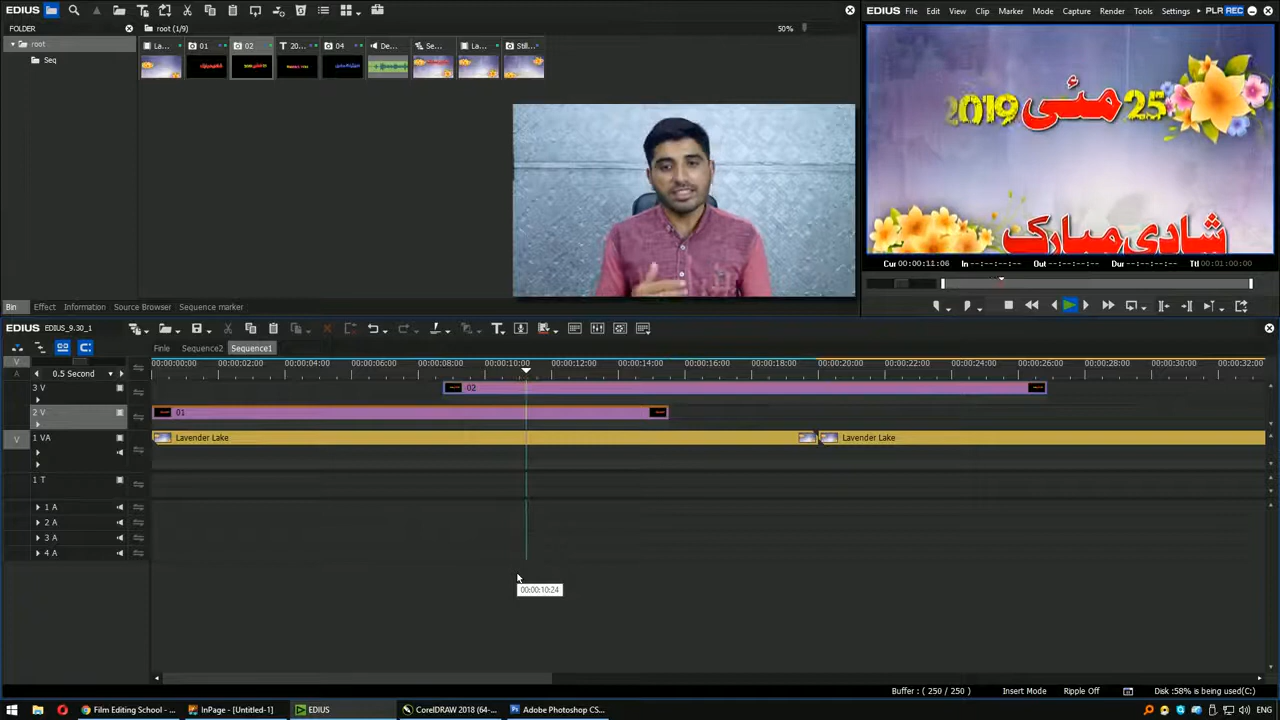 EDIUS
root (1/9)
50%
EDIUS
File Edit View Clip Marker Mode Capture Render Tools Settings
PLR REC
FOLDER
root
Seq
La...
01
02
20...
04
De...
Se...
La...
Still...
25 مئی 2019
شادی مبارک
Cur 00:00:11:06 In --:--:--:-- Out --:--:--:-- Dur --:--:--:-- Ttl 00:01:00:00
Bin Effect Information Source Browser Sequence marker
EDIUS EDIUS_9.30_1
Finle Sequence2 Sequence1
V
A
0.5 Second
00:00:00:00 00:00:02:00 00:00:04:00 00:00:06:00 00:00:08:00 00:00:10:00 00:00:12:00 00:00:14:00 00:00:16:00 00:00:18:00 00:00:20:00 00:00:22:00 00:00:24:00 00:00:26:00 00:00:28:00 00:00:30:00 00:00:32:00
3 V
02
2 V
01
V
1 VA
Lavender Lake
Lavender Lake
1 T
1 A
2 A
3 A
4 A
00:00:10:24
Buffer : ( 250 / 250 ) Insert Mode Ripple Off Disk :58% is being used(C:)
Film Editing School - ...
InPage - [Untitled-1]
EDIUS
CorelDRAW 2018 (64-...
Adobe Photoshop CS...
ENG